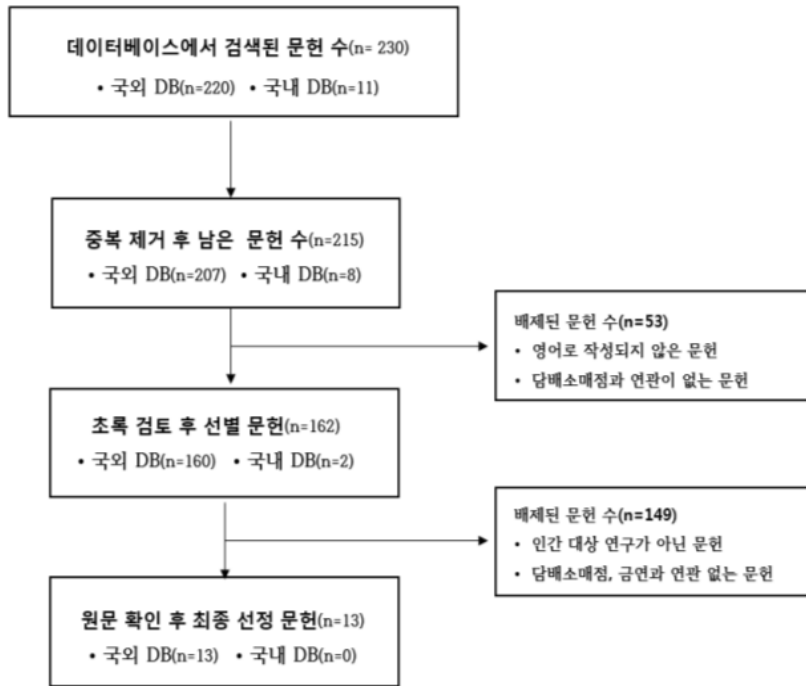 데이터베이스에서 검색된 문헌 수(n= 230)
• 국외 DB(n=220) • 국내 DB(n=11)
중복 제거 후 남은 문헌 수(n=215)
• 국외 DB(n=207) • 국내 DB(n=8)
배제된 문헌 수(n=53)
• 영어로 작성되지 않은 문헌
• 담배소매점과 연관이 없는 문헌
초록 검토 후 선별 문헌(n=162)
• 국외 DB(n=160) • 국내 DB(n=2)
배제된 문헌 수(n=149)
• 인간 대상 연구가 아닌 문헌
• 담배소매점, 금연과 연관 없는 문헌
원문 확인 후 최종 선정 문헌(n=13)
• 국외 DB(n=13) • 국내 DB(n=0)